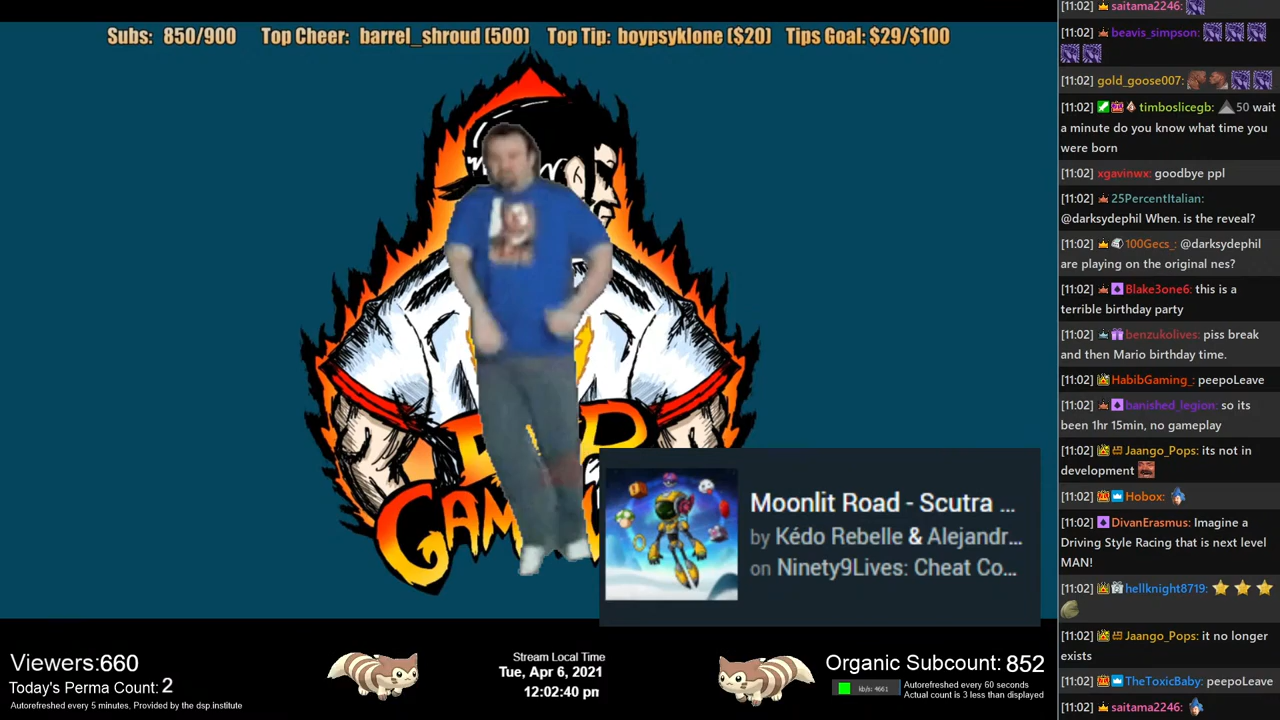 Subs: 850/900 Top Cheer: barrel_shroud (500) Top Tip: boypsyklone ($20) Tips Goal: $29/$100
GAM
Moonlit Road - Scutra ...
by Kédo Rebelle & Alejandr...
on Ninety9Lives: Cheat Co...
Viewers:660
Today's Perma Count: 2
Autorefreshed every 5 minutes, Provided by the dsp institute
Stream Local Time
Tue, Apr 6, 2021
12:02:40 pm
Organic Subcount: 852
kb/s: 4661
Autorefreshed every 60 seconds
Actual count is 3 less than displayed
[11:02] saitama2246:
[11:02] beavis_simpson:
[11:02] gold_goose007:
[11:02] timboslicegb: 50 wait
a minute do you know what time you
were born
[11:02] xgavinwx: goodbye ppl
[11:02] 25PercentItalian:
@darksydephil When. is the reveal?
[11:02] 100Gecs_: @darksydephil
are playing on the original nes?
[11:02] Blake3one6: this is a
terrible birthday party
[11:02] benzukolives: piss break
and then Mario birthday time.
[11:02] HabibGaming_: peepoLeave
[11:02] banished_legion: so its
been 1hr 15min, no gameplay
[11:02] Jaango_Pops: its not in
development
[11:02] Hobox:
[11:02] DivanErasmus: Imagine a
Driving Style Racing that is next level
MAN!
[11:02] hellknight8719:
[11:02] Jaango_Pops: it no longer
exists
[11:02] TheToxicBaby: peepoLeave
[11:02] saitama2246: